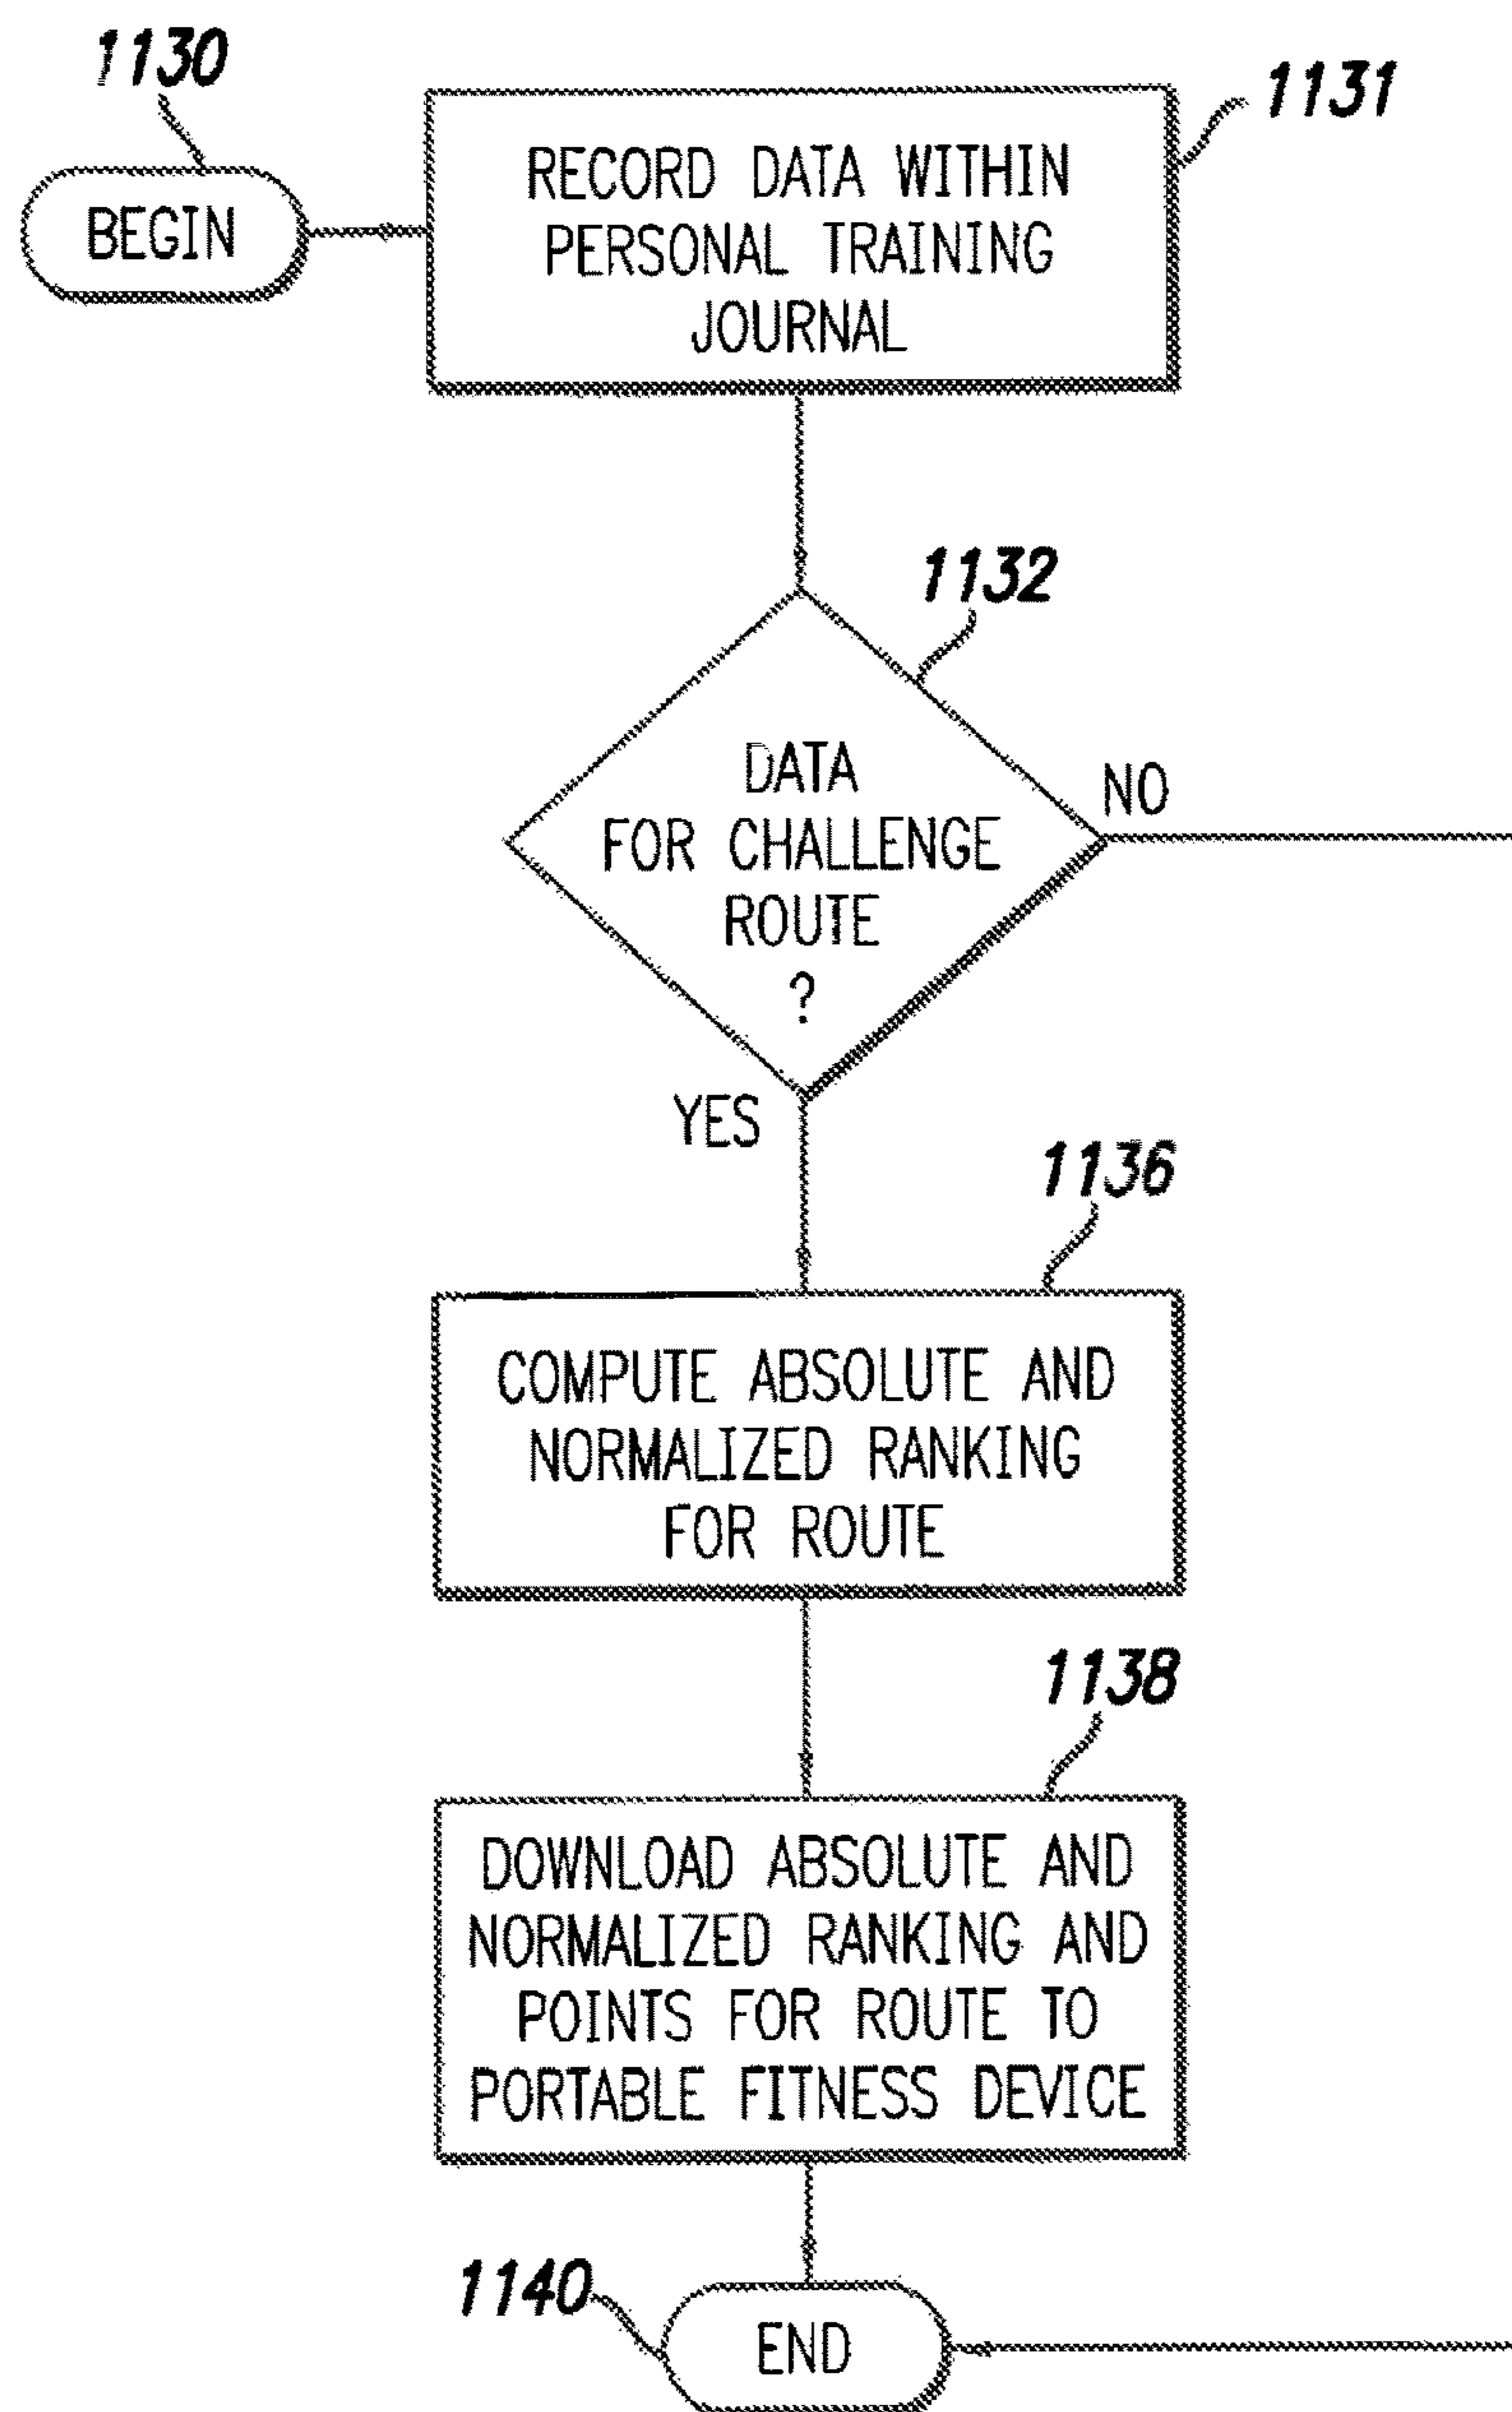 1130
BEGIN
1131
RECORD DATA WITHIN
PERSONAL TRAINING
JOURNAL
1132
DATA
FOR CHALLENGE
ROUTE
?
NO
YES
1136
COMPUTE ABSOLUTE AND
NORMALIZED RANKING
FOR ROUTE
1138
DOWNLOAD ABSOLUTE AND
NORMALIZED RANKING AND
POINTS FOR ROUTE TO
PORTABLE FITNESS DEVICE
1140
END